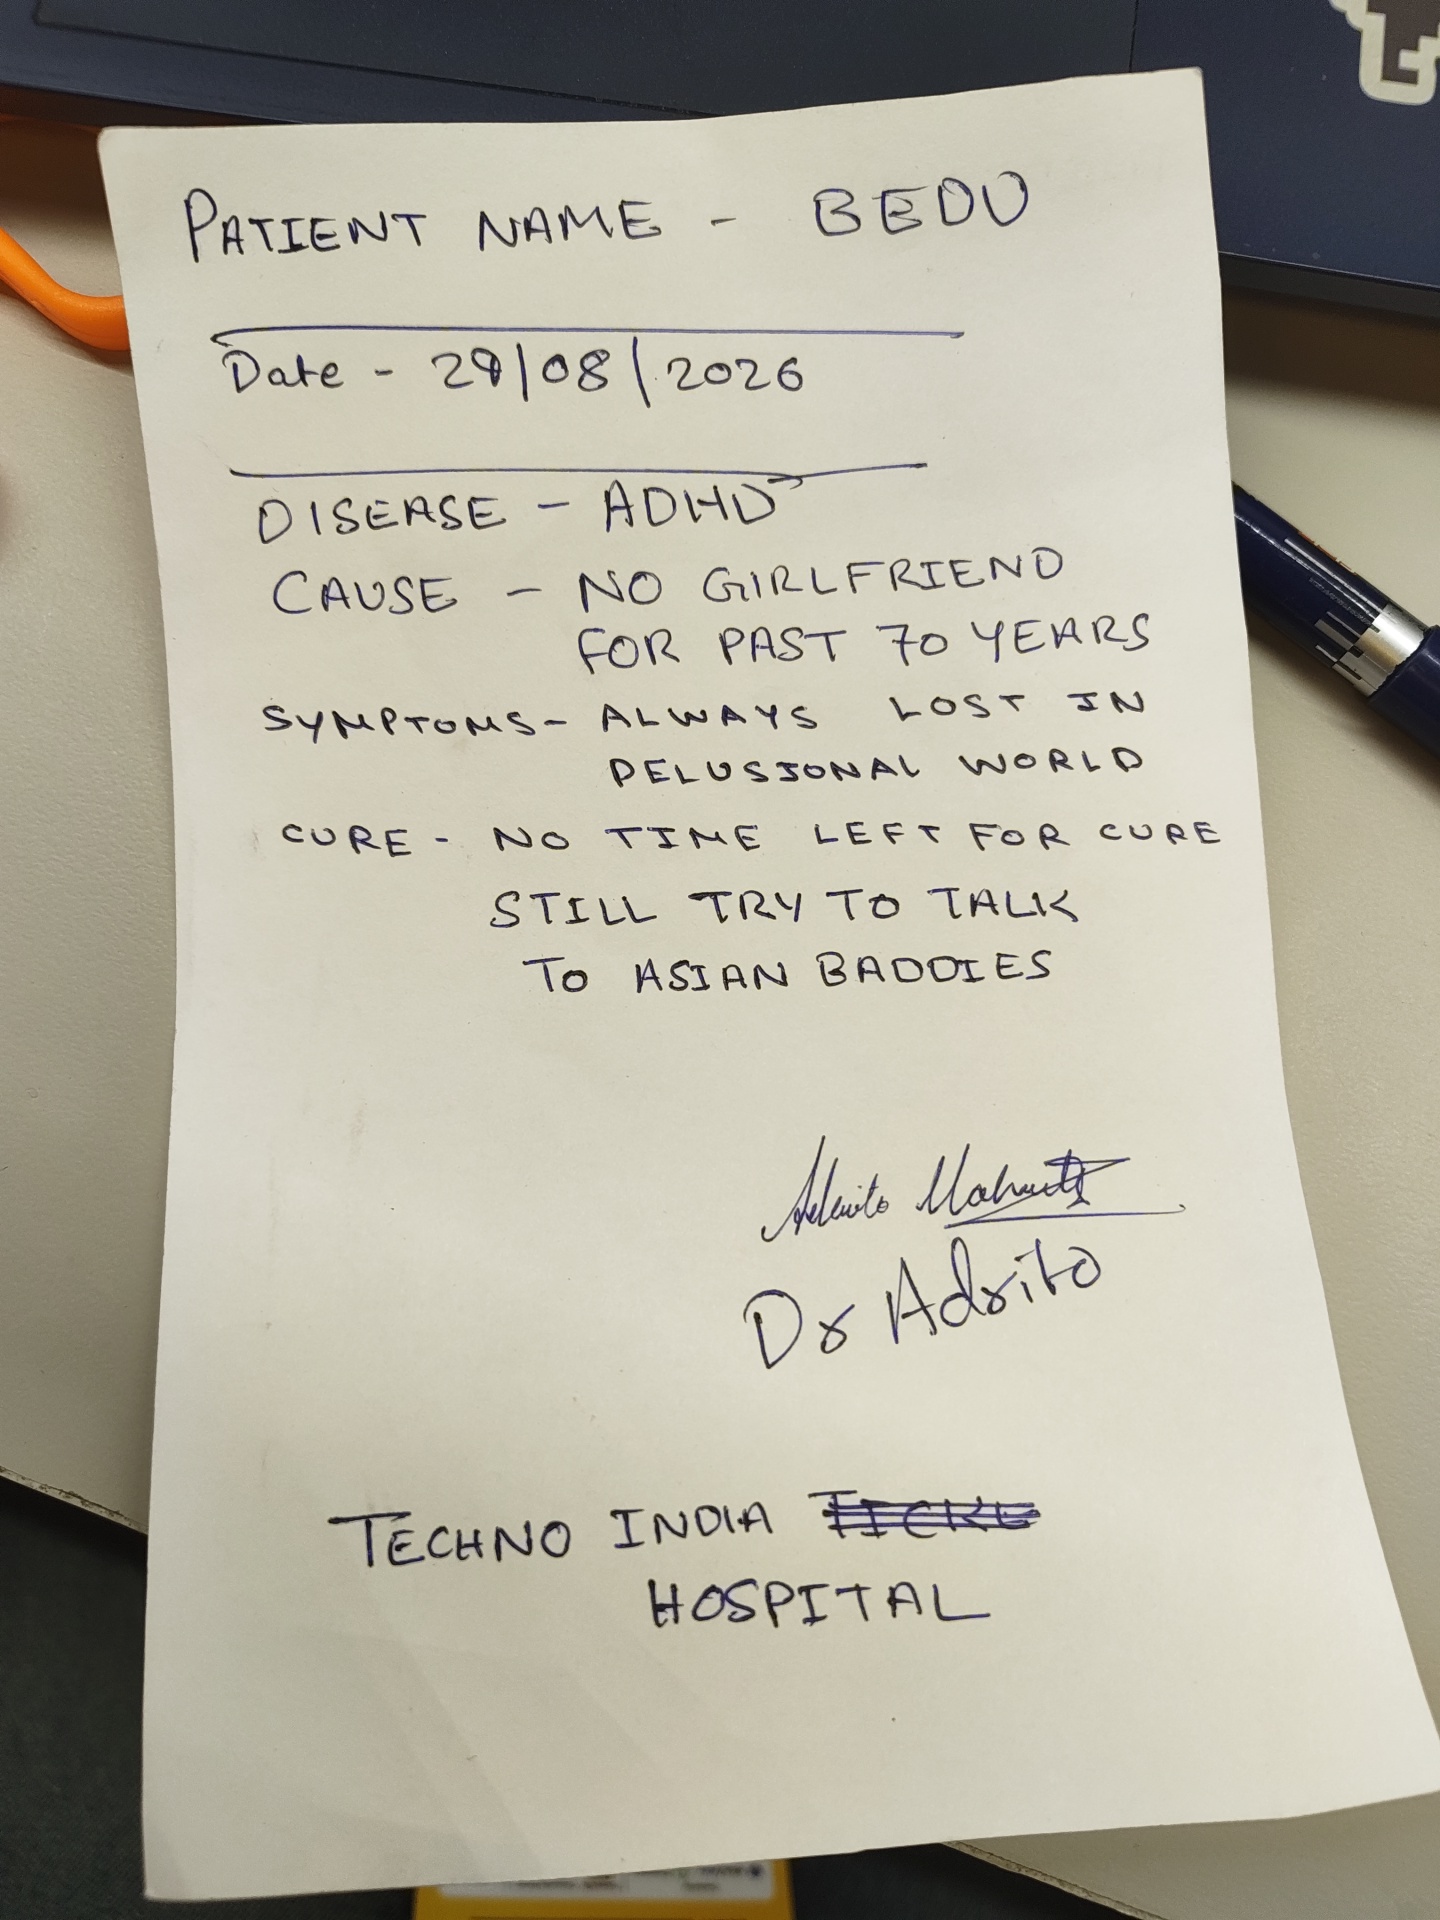 PATIENT NAME - BEDU
Date - 29/08/2026
DISEASE - ADHD
CAUSE - NO GIRLFRIEND
FOR PAST 70 YEARS
SYMPTOMS - ALWAYS LOST IN
DELUSIONAL WORLD
CURE - NO TIME LEFT FOR CURE
STILL TRY TO TALK
TO ASIAN BADDIES
Adrito
Dr Adrito
TECHNO INDIA
HOSPITAL